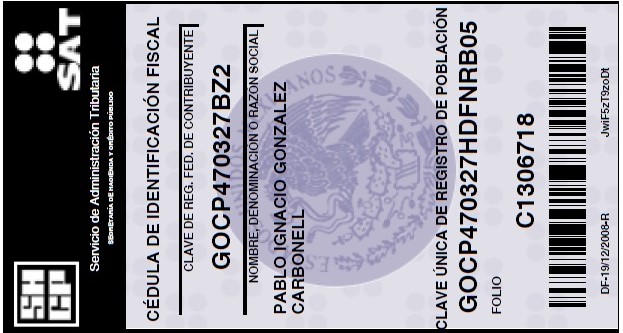 SAT
Servicio de Administración Tributaria
SECRETARÍA DE HACIENDA Y CRÉDITO PÚBLICO
SHCP
CÉDULA DE IDENTIFICACIÓN FISCAL
CLAVE DE REG. FED. DE CONTRIBUYENTE
GOCP470327BZ2
NOMBRE, DENOMINACIÓN O RAZÓN SOCIAL
PABLO IGNACIO GONZALEZ
CARBONELL
CLAVE ÚNICA DE REGISTRO DE POBLACIÓN
GOCP470327HDFNRB05
FOLIO
C1306718
DF-19/12/2008-R
JwiF5zT9zoDt